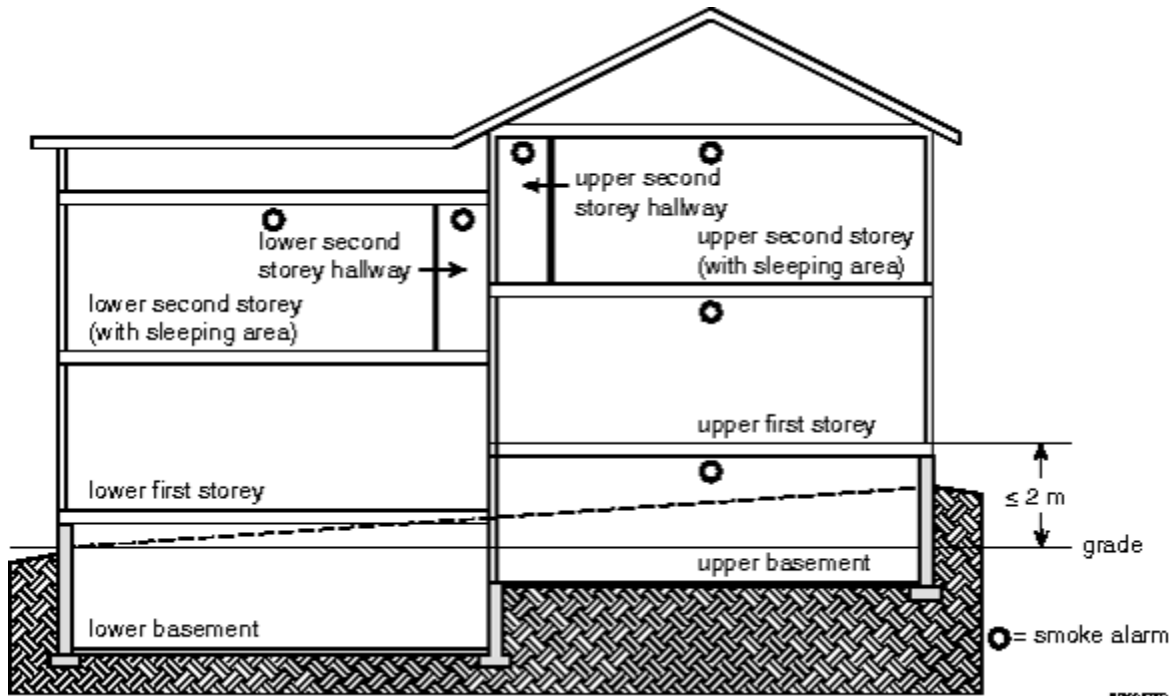 upper second
storey hallway
lower second
storey hallway
upper second storey
(with sleeping area)
lower second storey
(with sleeping area)
upper first storey
lower first storey
≤ 2 m
grade
upper basement
lower basement
= smoke alarm